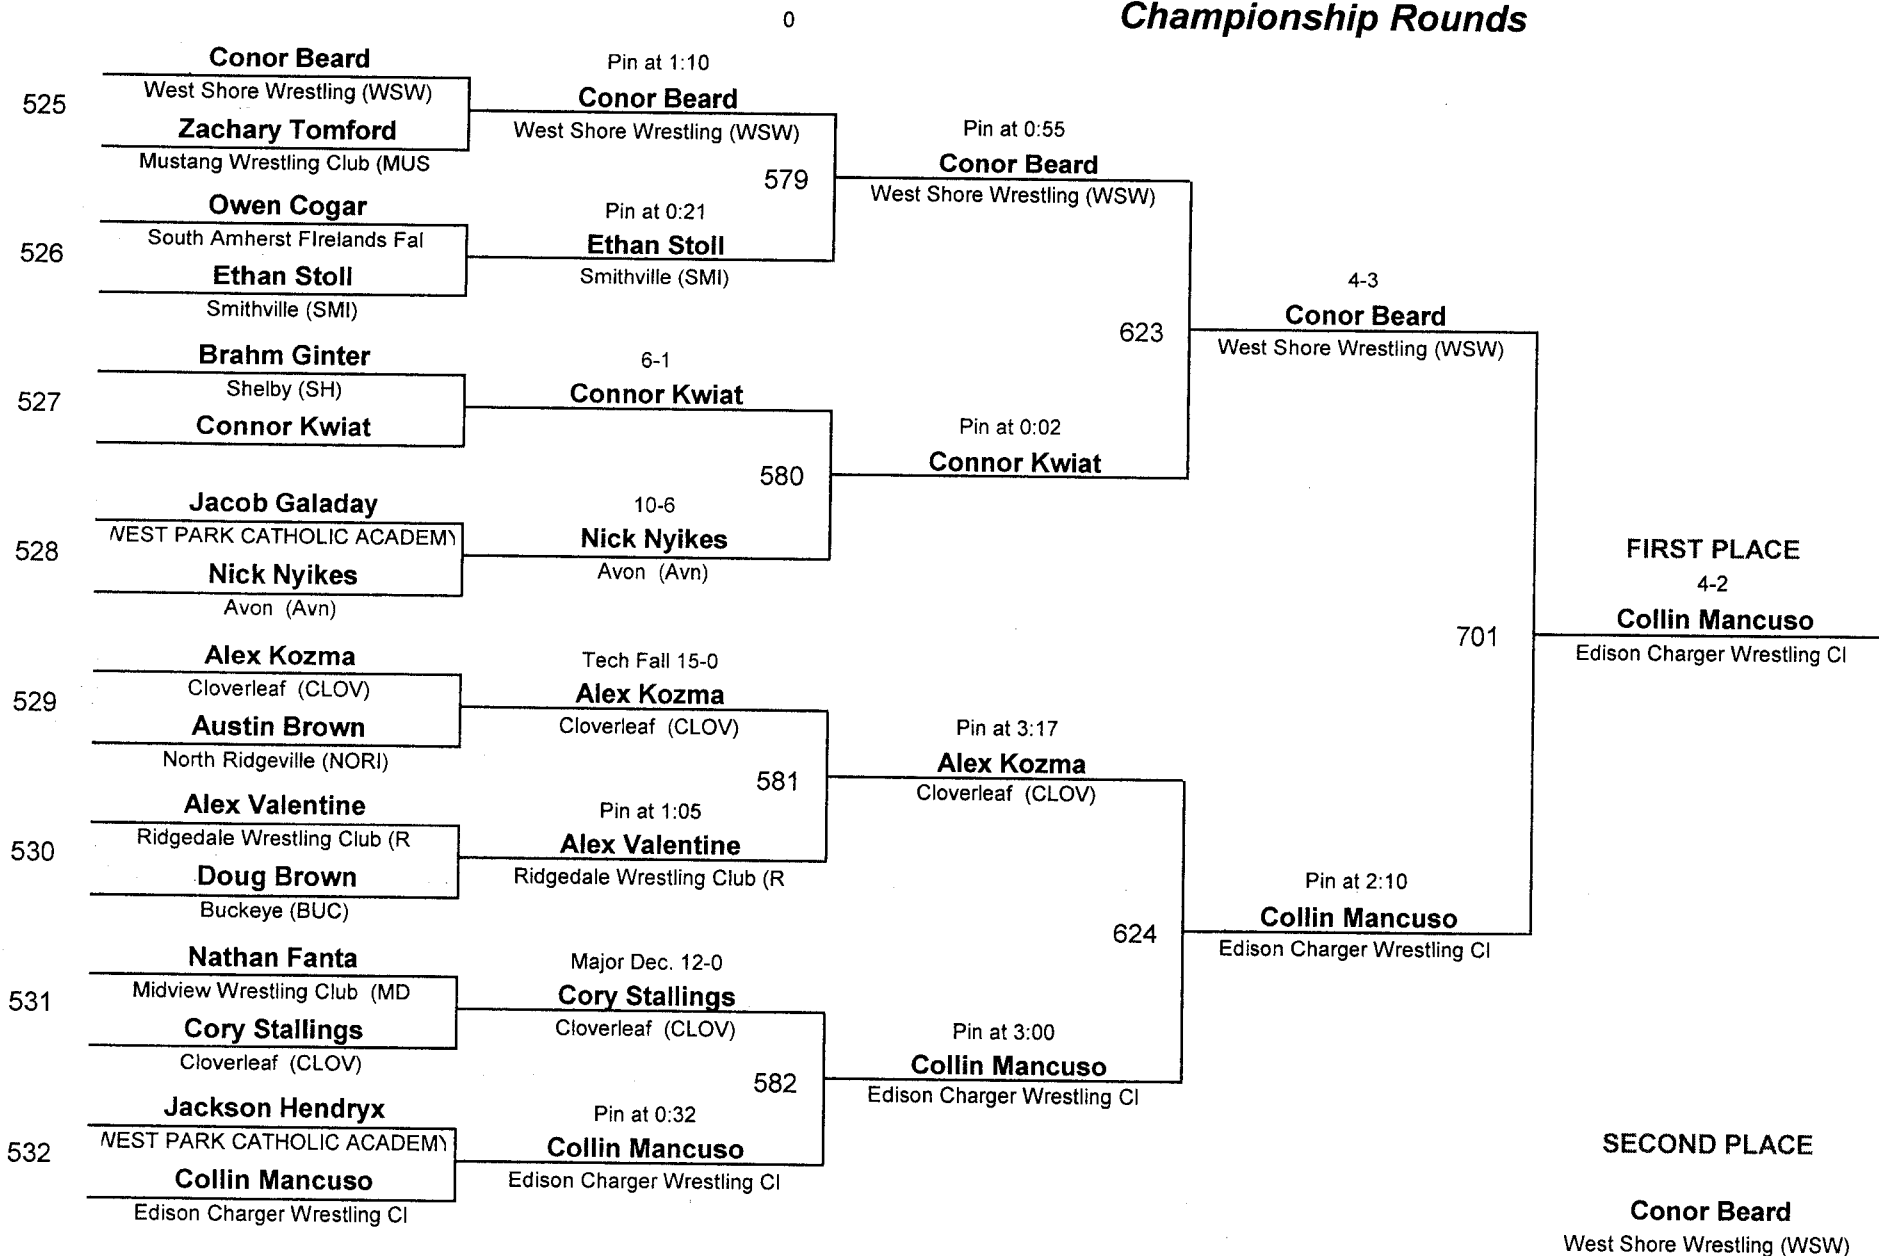 0
Championship Rounds
525
Conor Beard
West Shore Wrestling (WSW)
Zachary Tomford
Mustang Wrestling Club (MUS
526
Owen Cogar
South Amherst FIrelands Fal
Ethan Stoll
Smithville (SMI)
527
Brahm Ginter
Shelby (SH)
Connor Kwiat
528
Jacob Galaday
WEST PARK CATHOLIC ACADEMY
Nick Nyikes
Avon (Avn)
529
Alex Kozma
Cloverleaf (CLOV)
Austin Brown
North Ridgeville (NORI)
530
Alex Valentine
Ridgedale Wrestling Club (R
Doug Brown
Buckeye (BUC)
531
Nathan Fanta
Midview Wrestling Club (MD
Cory Stallings
Cloverleaf (CLOV)
532
Jackson Hendryx
WEST PARK CATHOLIC ACADEMY
Collin Mancuso
Edison Charger Wrestling Cl
Pin at 1:10
Conor Beard
West Shore Wrestling (WSW)
579
Pin at 0:21
Ethan Stoll
Smithville (SMI)
6-1
Connor Kwiat
580
10-6
Nick Nyikes
Avon (Avn)
Tech Fall 15-0
Alex Kozma
Cloverleaf (CLOV)
581
Pin at 1:05
Alex Valentine
Ridgedale Wrestling Club (R
Major Dec. 12-0
Cory Stallings
Cloverleaf (CLOV)
582
Pin at 0:32
Collin Mancuso
Edison Charger Wrestling Cl
Pin at 0:55
Conor Beard
West Shore Wrestling (WSW)
623
Pin at 0:02
Connor Kwiat
Pin at 3:17
Alex Kozma
Cloverleaf (CLOV)
624
Pin at 3:00
Collin Mancuso
Edison Charger Wrestling Cl
4-3
Conor Beard
West Shore Wrestling (WSW)
701
Pin at 2:10
Collin Mancuso
Edison Charger Wrestling Cl
FIRST PLACE
4-2
Collin Mancuso
Edison Charger Wrestling Cl
SECOND PLACE
Conor Beard
West Shore Wrestling (WSW)